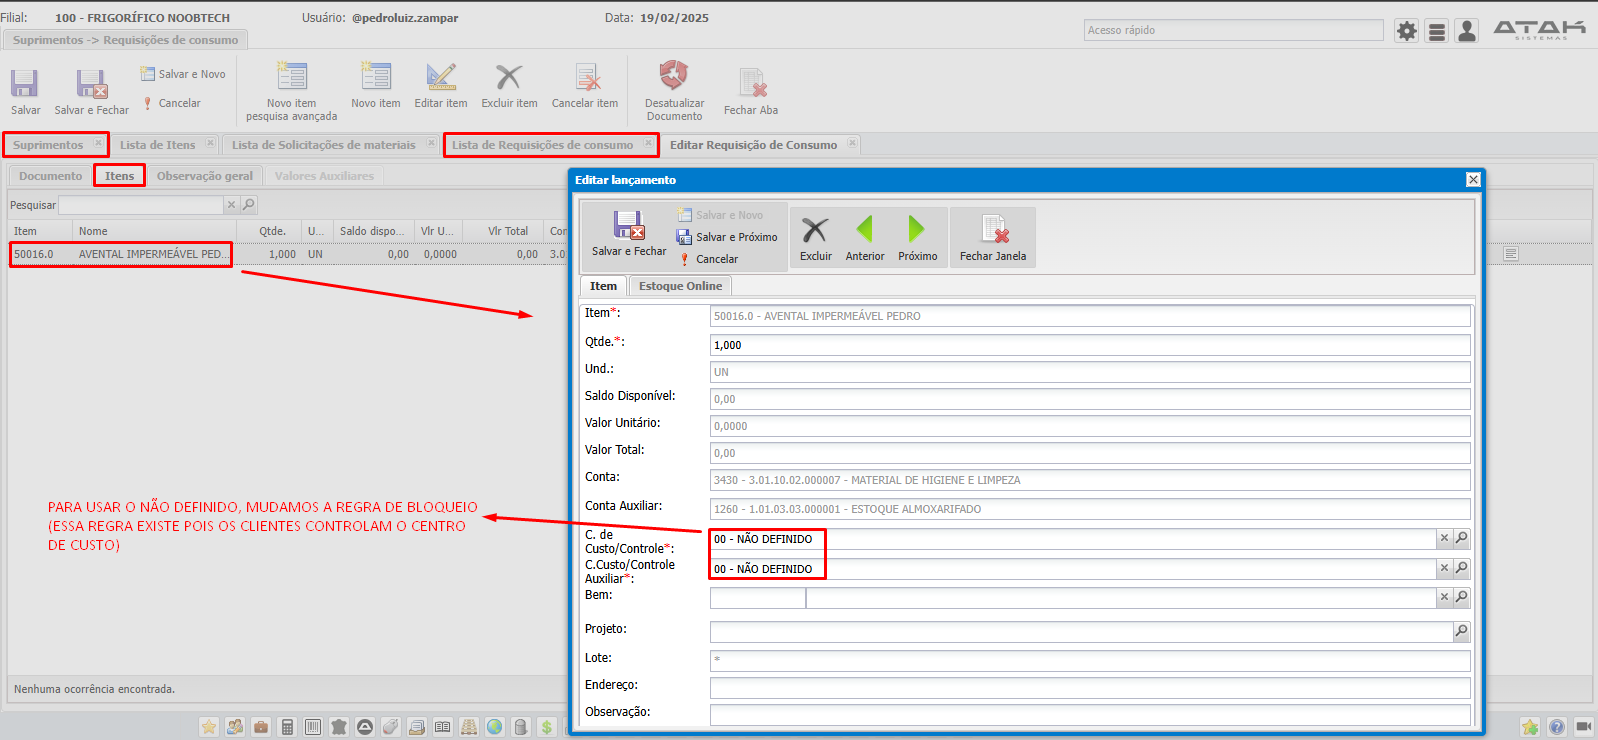 Filial: 100 - FRIGORÍFICO NOOBTECH Usuário: @pedroluiz.zampar Data: 19/02/2025
Acesso rápido
ATAK
SISTEMAS
Suprimentos -> Requisições de consumo
Salvar
Salvar e Fechar
Salvar e Novo
Cancelar
Novo item
pesquisa avançada
Novo item
Editar item
Excluir item
Cancelar item
Desatualizar
Documento
Fechar Aba
Suprimentos Lista de Itens Lista de Solicitações de materiais Lista de Requisições de consumo Editar Requisição de Consumo
Documento Itens Observação geral Valores Auxiliares
Pesquisar
Item Nome Qtde. U... Saldo dispo... Vlr U... Vlr Total Con
50016.0 AVENTAL IMPERMEÁVEL PED... 1,000 UN 0,00 0,0000 0,00 3.0
PARA USAR O NÃO DEFINIDO, MUDAMOS A REGRA DE BLOQUEIO
(ESSA REGRA EXISTE POIS OS CLIENTES CONTROLAM O CENTRO
DE CUSTO)
Nenhuma ocorrência encontrada.
Editar lançamento
Salvar e Fechar
Salvar e Novo
Salvar e Próximo
Cancelar
Excluir
Anterior
Próximo
Fechar Janela
Item Estoque Online
Item*: 50016.0 - AVENTAL IMPERMEÁVEL PEDRO
Qtde.*: 1,000
Und.: UN
Saldo Disponível: 0,00
Valor Unitário: 0,0000
Valor Total: 0,00
Conta: 3430 - 3.01.10.02.000007 - MATERIAL DE HIGIENE E LIMPEZA
Conta Auxiliar: 1260 - 1.01.03.03.000001 - ESTOQUE ALMOXARIFADO
C. de
Custo/Controle*: 00 - NÃO DEFINIDO
C.Custo/Controle
Auxiliar*: 00 - NÃO DEFINIDO
Bem:
Projeto:
Lote: *
Endereço:
Observação: